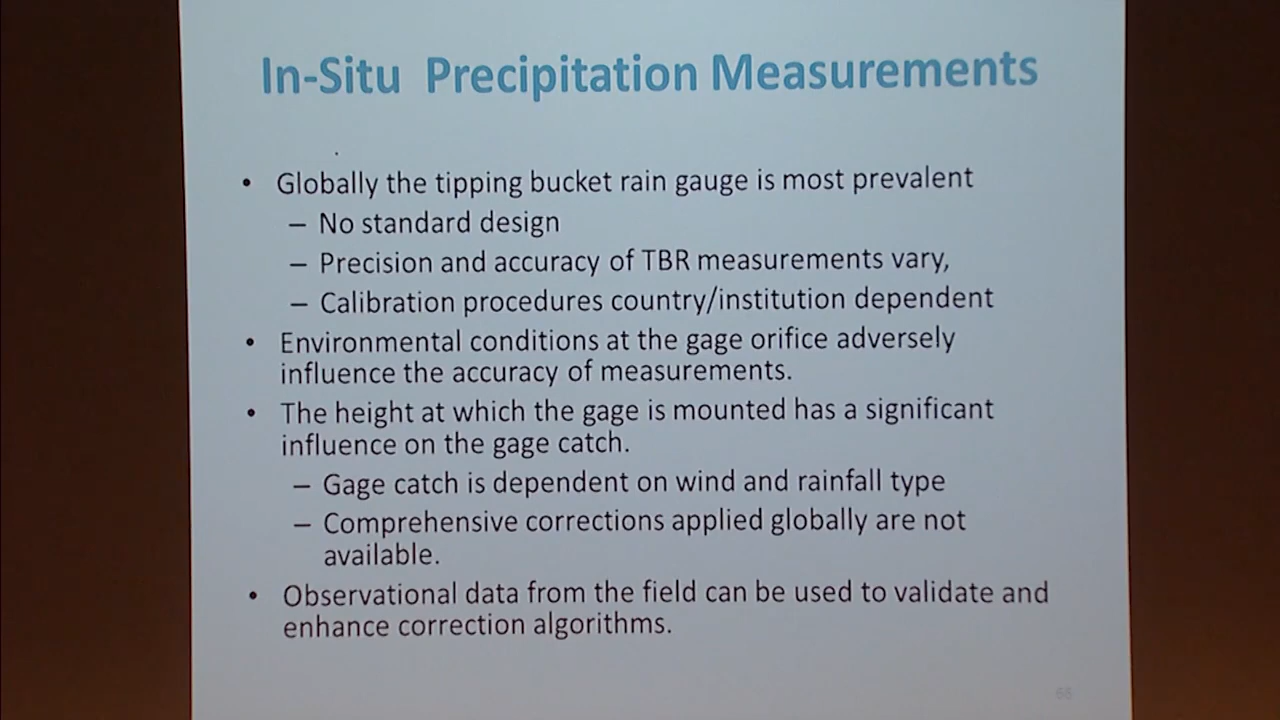 In-Situ Precipitation Measurements
• Globally the tipping bucket rain gauge is most prevalent
– No standard design
– Precision and accuracy of TBR measurements vary,
– Calibration procedures country/institution dependent
• Environmental conditions at the gage orifice adversely
influence the accuracy of measurements.
• The height at which the gage is mounted has a significant
influence on the gage catch.
– Gage catch is dependent on wind and rainfall type
– Comprehensive corrections applied globally are not
available.
• Observational data from the field can be used to validate and
enhance correction algorithms.